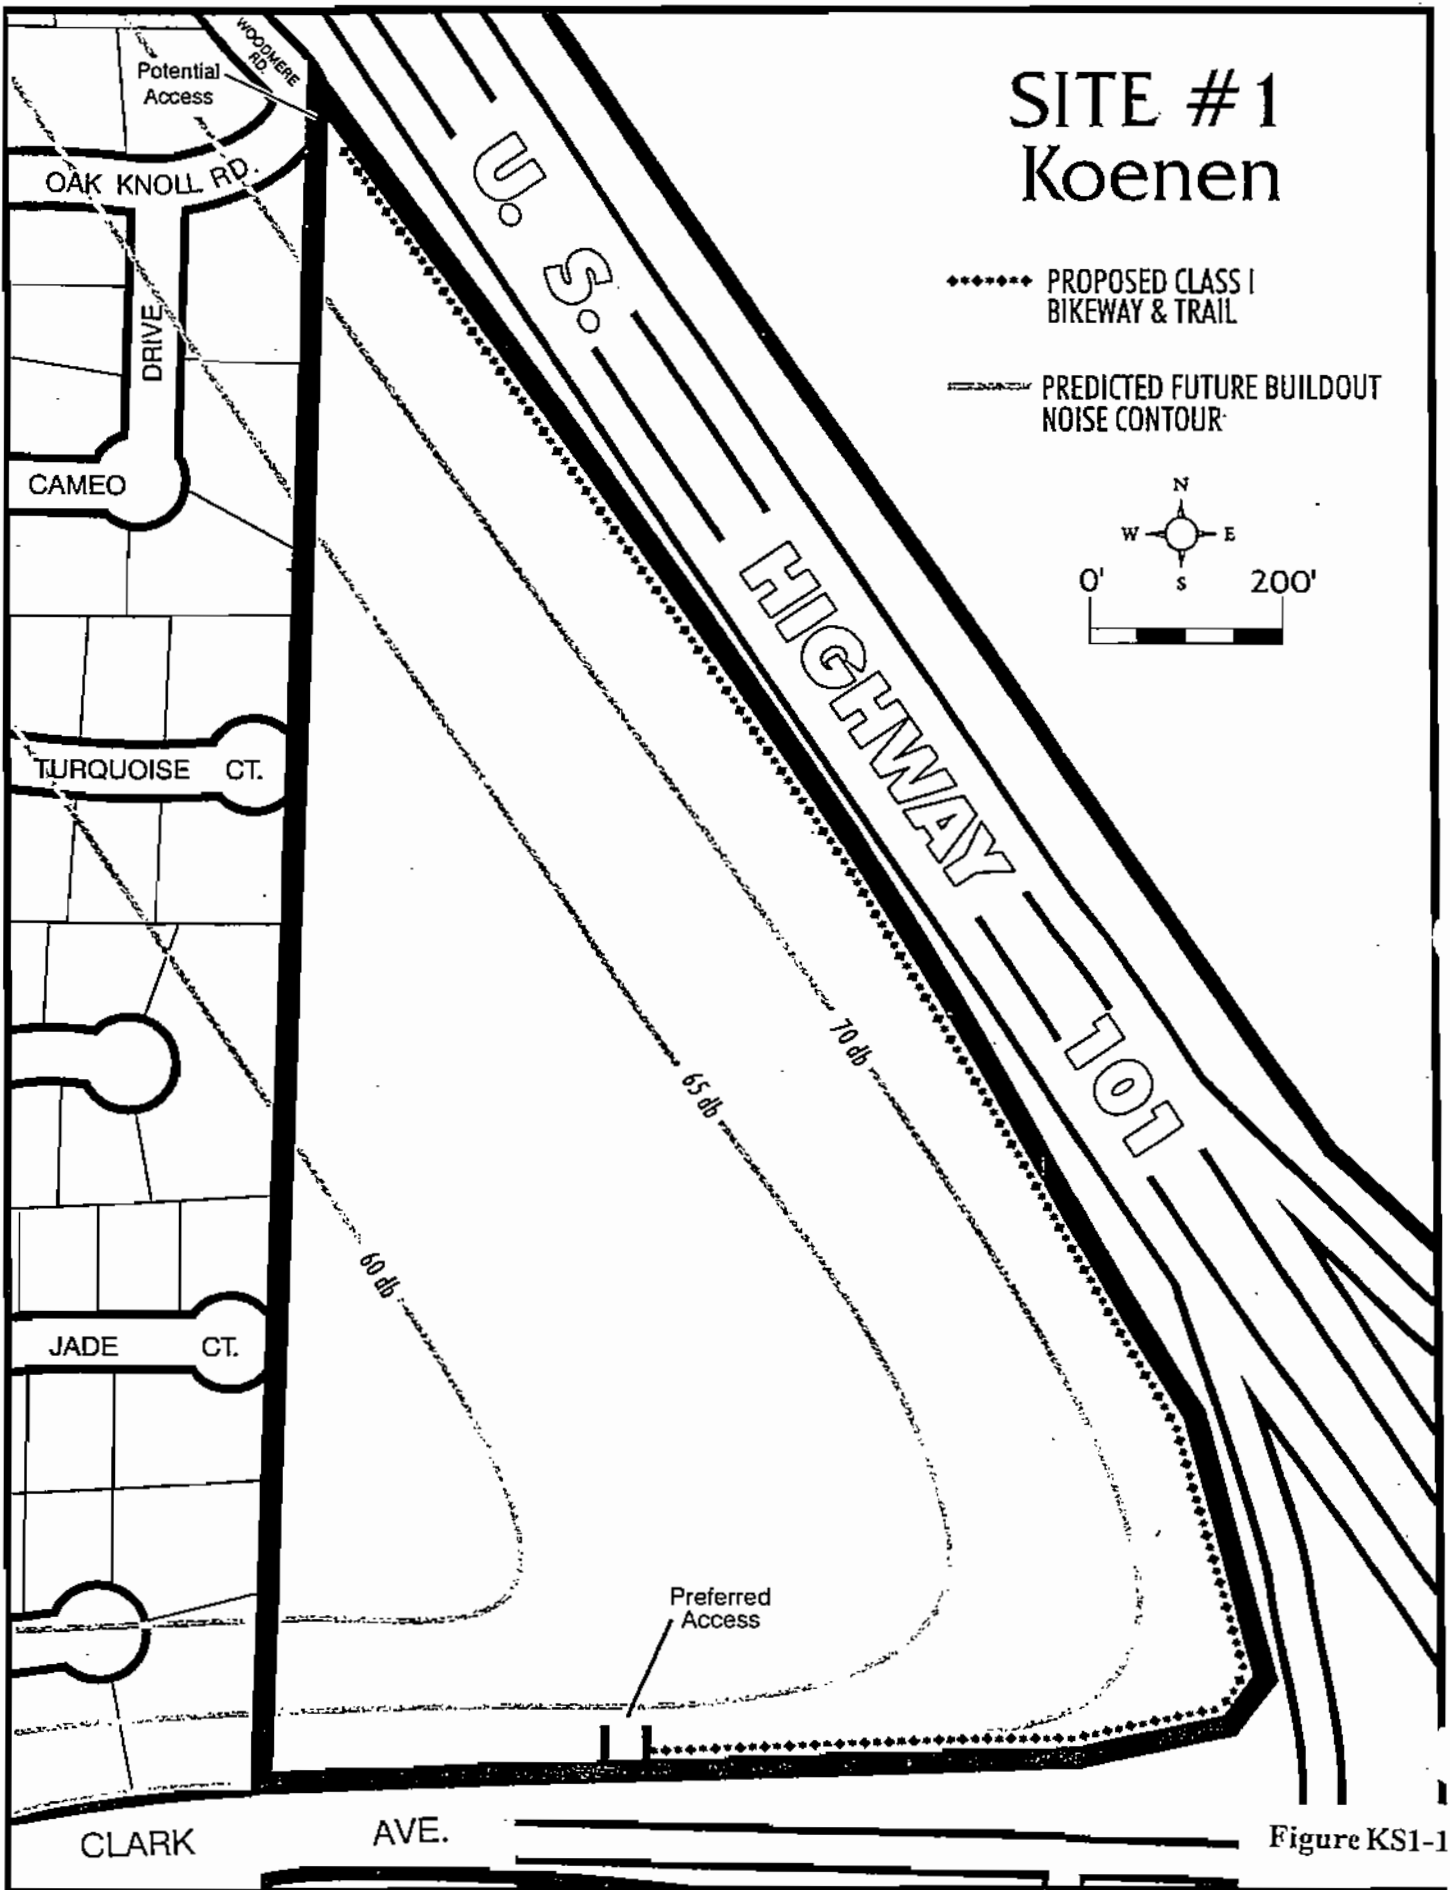 WOODMERE
RD.
Potential
Access
OAK KNOLL RD.
DRIVE
CAMEO
TURQUOISE CT.
JADE CT.
U. S. HIGHWAY 101
SITE #1
Koenen
PROPOSED CLASS I
BIKEWAY & TRAIL
PREDICTED FUTURE BUILDOUT
NOISE CONTOUR
N
W E
S
0' 200'
70 db
65 db
60 db
Preferred
Access
CLARK AVE.
Figure KS1-1